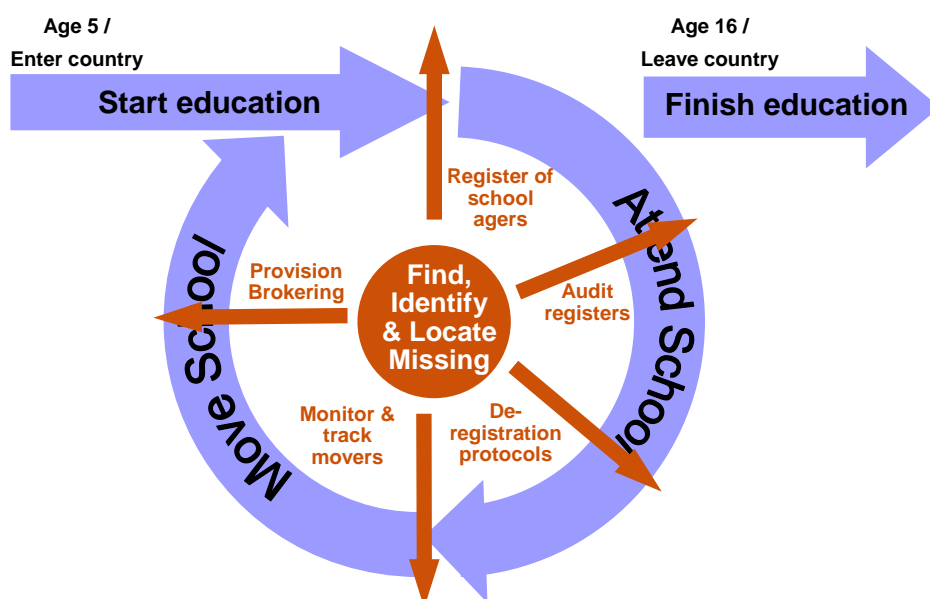 Age 5 /
Enter country
Start education
Age 16 /
Leave country
Finish education
Register of
school
agers
Attend School
Audit
registers
Provision
Brokering
Find,
Identify
& Locate
Missing
Move School
Monitor &
track
movers
De-
registration
protocols